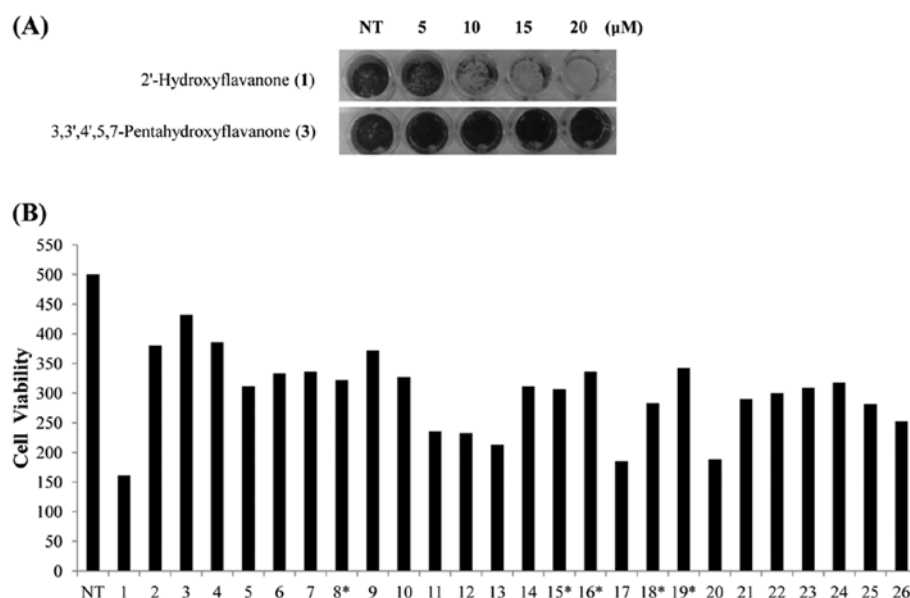 (A)
NT 5 10 15 20 (μM)
2'-Hydroxyflavanone (1)
3,3',4',5,7-Pentahydroxyflavanone (3)
(B)
550
500
450
400
350
300
250
200
150
100
50
0
Cell Viability
NT 1 2 3 4 5 6 7 8* 9 10 11 12 13 14 15* 16* 17 18* 19* 20 21 22 23 24 25 26